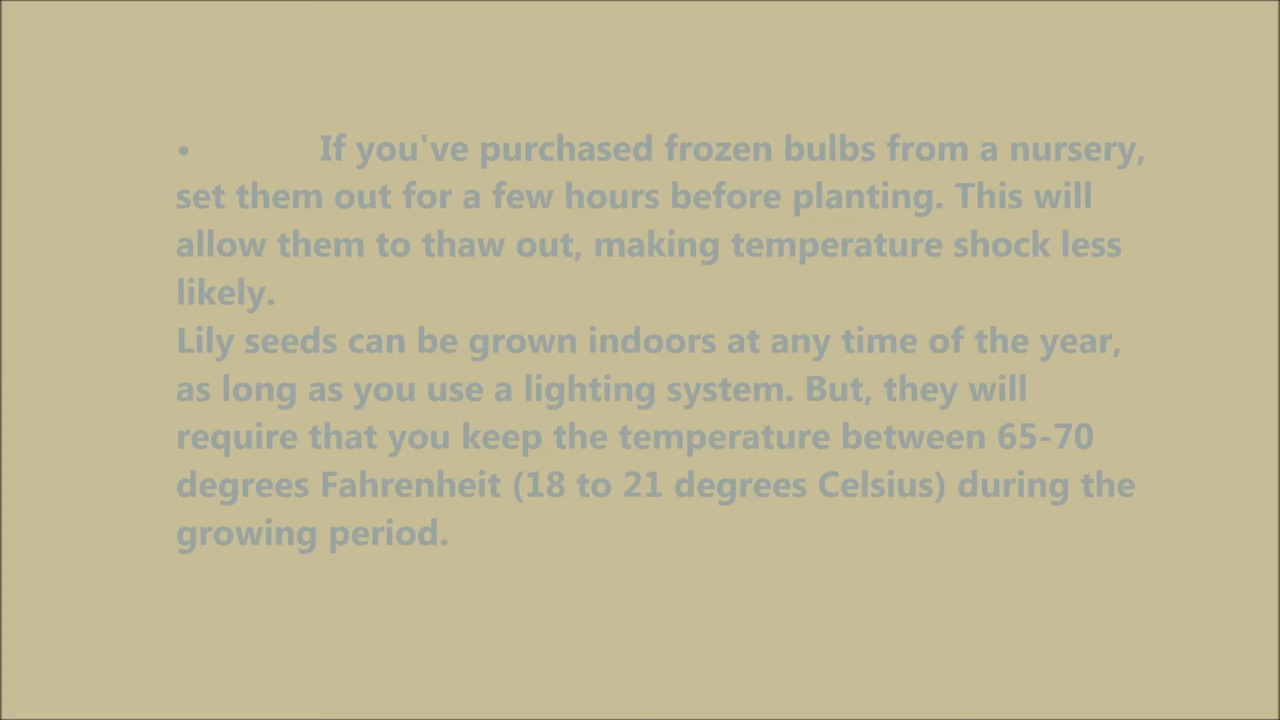 • If you've purchased frozen bulbs from a nursery,
set them out for a few hours before planting. This will
allow them to thaw out, making temperature shock less
likely.
Lily seeds can be grown indoors at any time of the year,
as long as you use a lighting system. But, they will
require that you keep the temperature between 65-70
degrees Fahrenheit (18 to 21 degrees Celsius) during the
growing period.